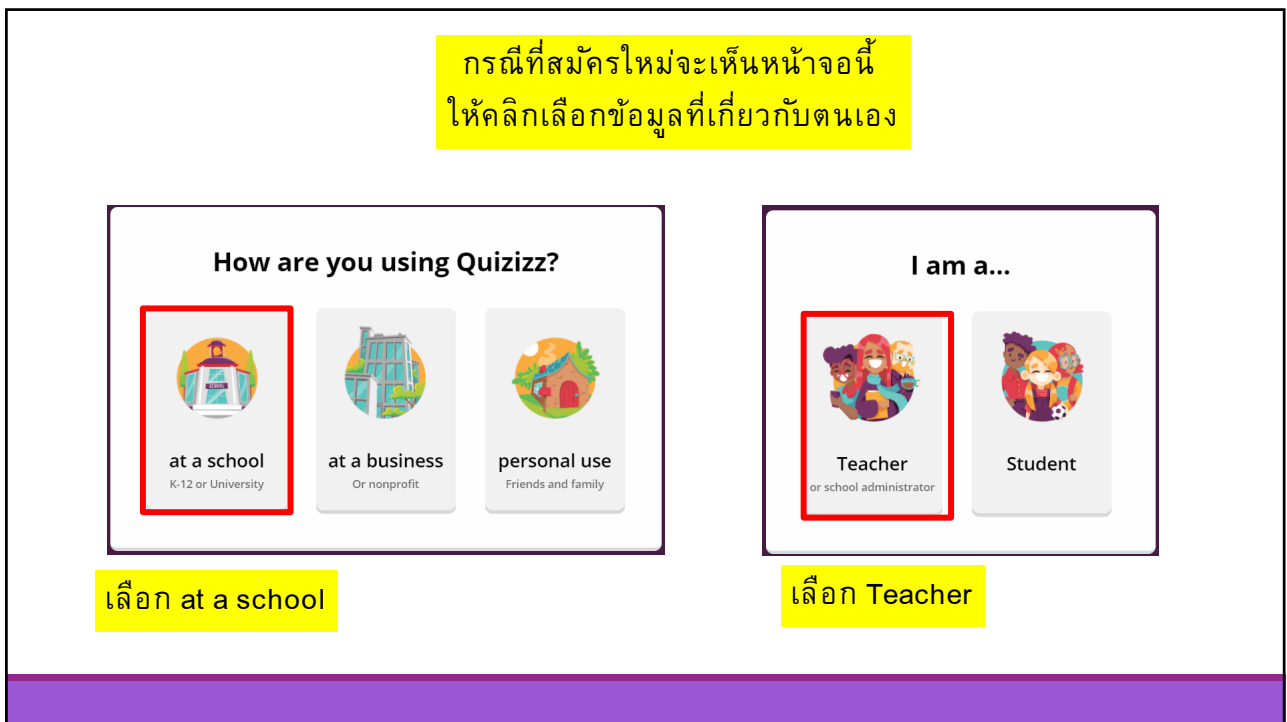 กรณีที่สมัครใหม่จะเห็นหน้าจอนี้
ให้คลิกเลือกข้อมูลที่เกี่ยวกับตนเอง
How are you using Quizizz?
SCHOOL
at a school
K-12 or University
at a business
Or nonprofit
personal use
Friends and family
เลือก at a school
I am a...
Teacher
or school administrator
Student
เลือก Teacher